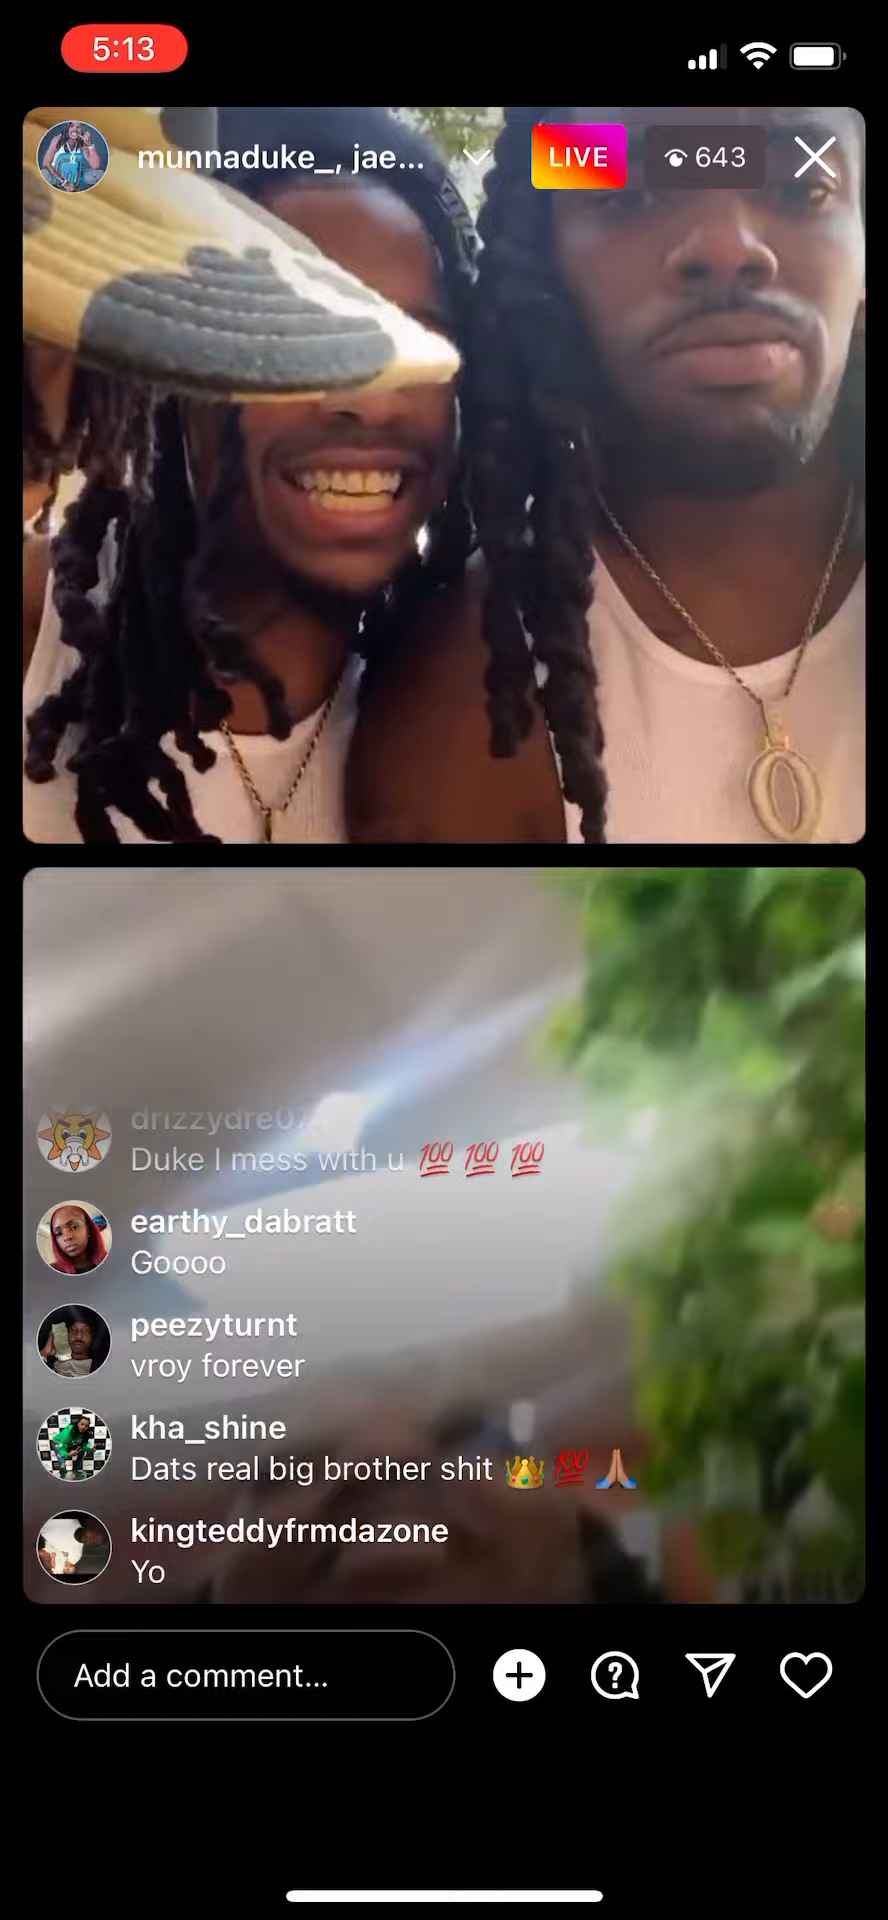 5:13
munnaduke_, jae...
LIVE
643
Duke I mess with u 💯 💯 💯
earthy_dabratt
Goooo
peezyturnt
vroy forever
kha_shine
Dats real big brother shit 👑💯🙏🏽
kingteddyfrmdazone
Yo
Add a comment...